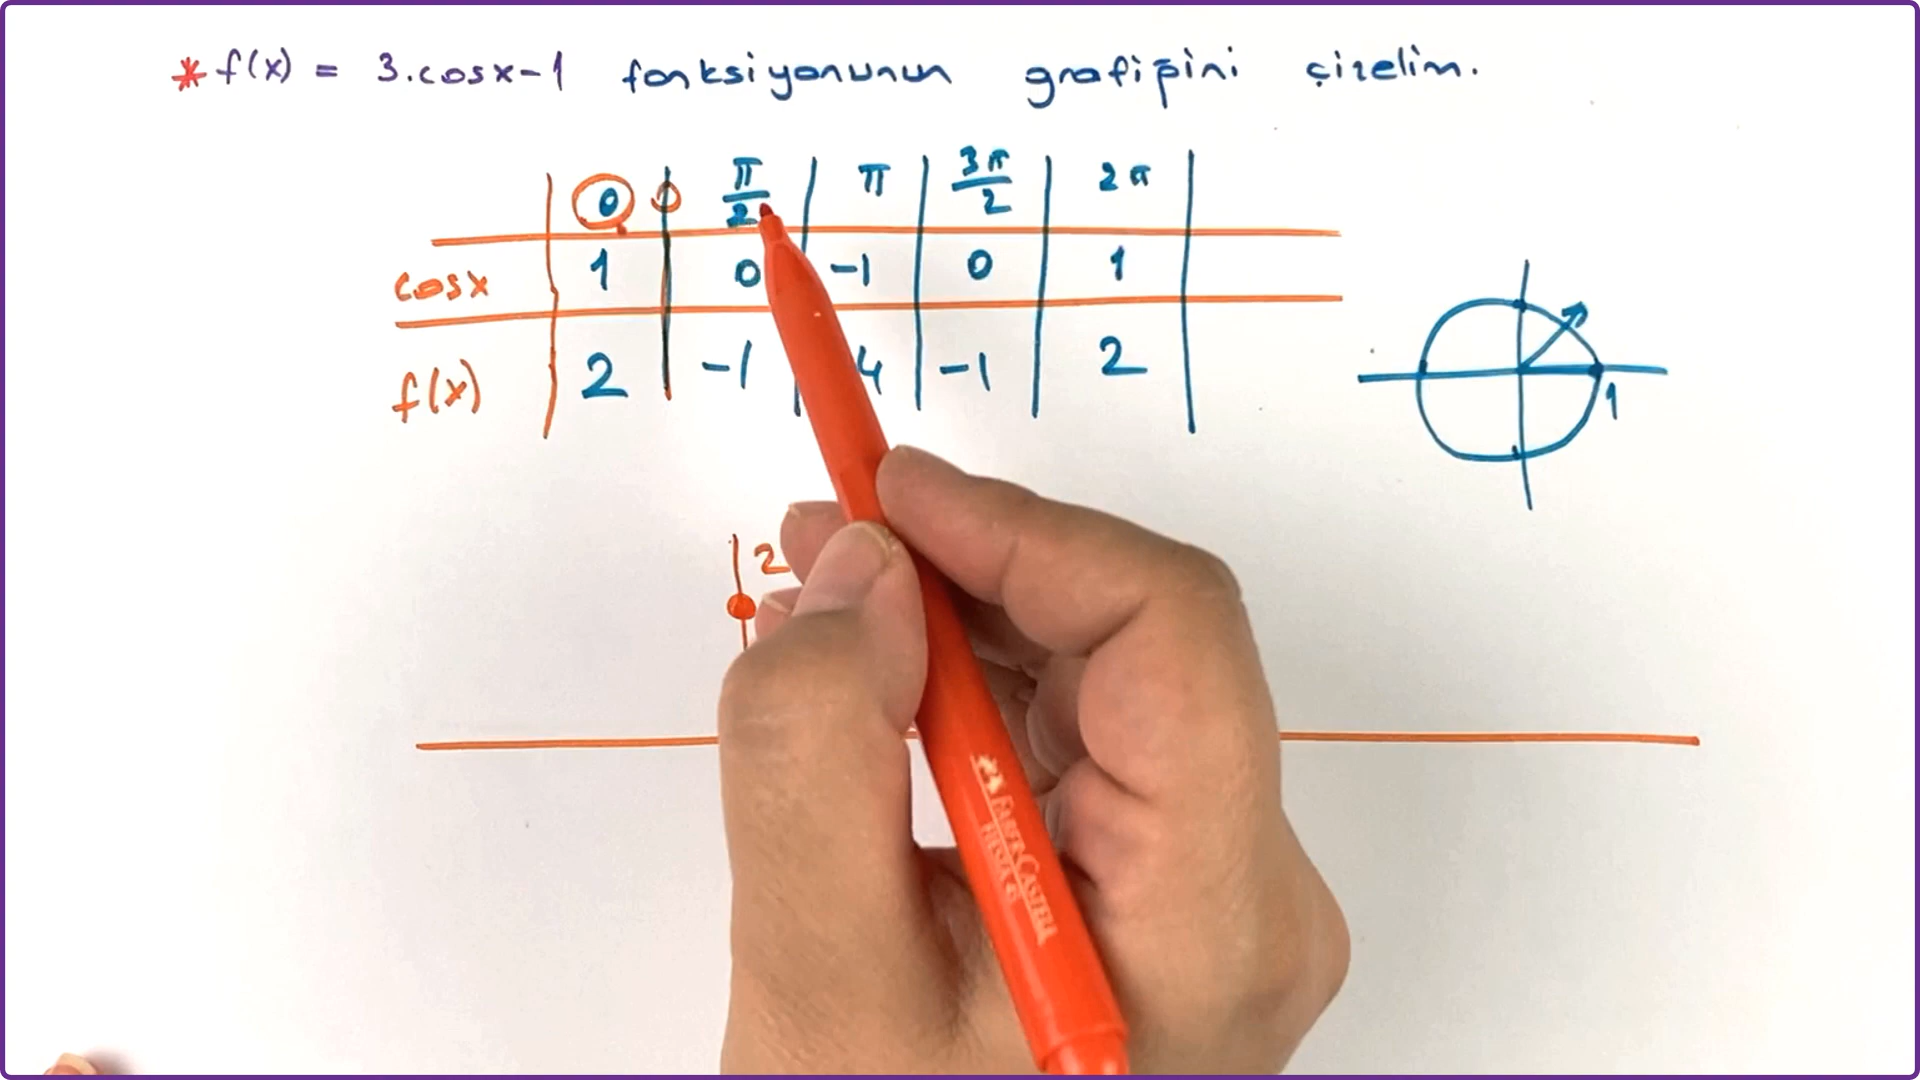 * f(x) = 3.cosx-1 fonksiyonunun grafiğini çizelim.
0 π/2 π 3π/2 2π
cosx 1 0 -1 0 1
f(x) 2 -1 4 -1 2
1
2
FABER CASTELL